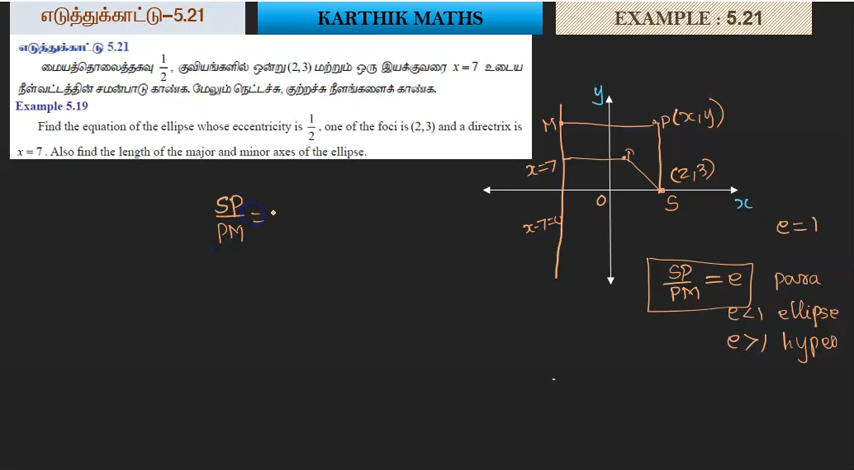 எடுத்துக்காட்டு–5.21
KARTHIK MATHS
EXAMPLE : 5.21
எடுத்துக்காட்டு 5.21
மையத்தொலைத்தகவு 1/2, குவியங்களில் ஒன்று (2,3) மற்றும் ஒரு இயக்குவரை x = 7 உடைய
நீள்வட்டத்தின் சமன்பாடு காண்க. மேலும் நெட்டச்சு, குற்றச்சு நீளங்களைக் காண்க.
Example 5.19
Find the equation of the ellipse whose eccentricity is 1/2, one of the foci is (2,3) and a directrix is
x = 7. Also find the length of the major and minor axes of the ellipse.
SP/PM =
y
M
P(x,y)
P
x=7
(2,3)
O
S
x
x-7=0
e=1
SP/PM = e para
e<1 ellipse
e>1 hypeo